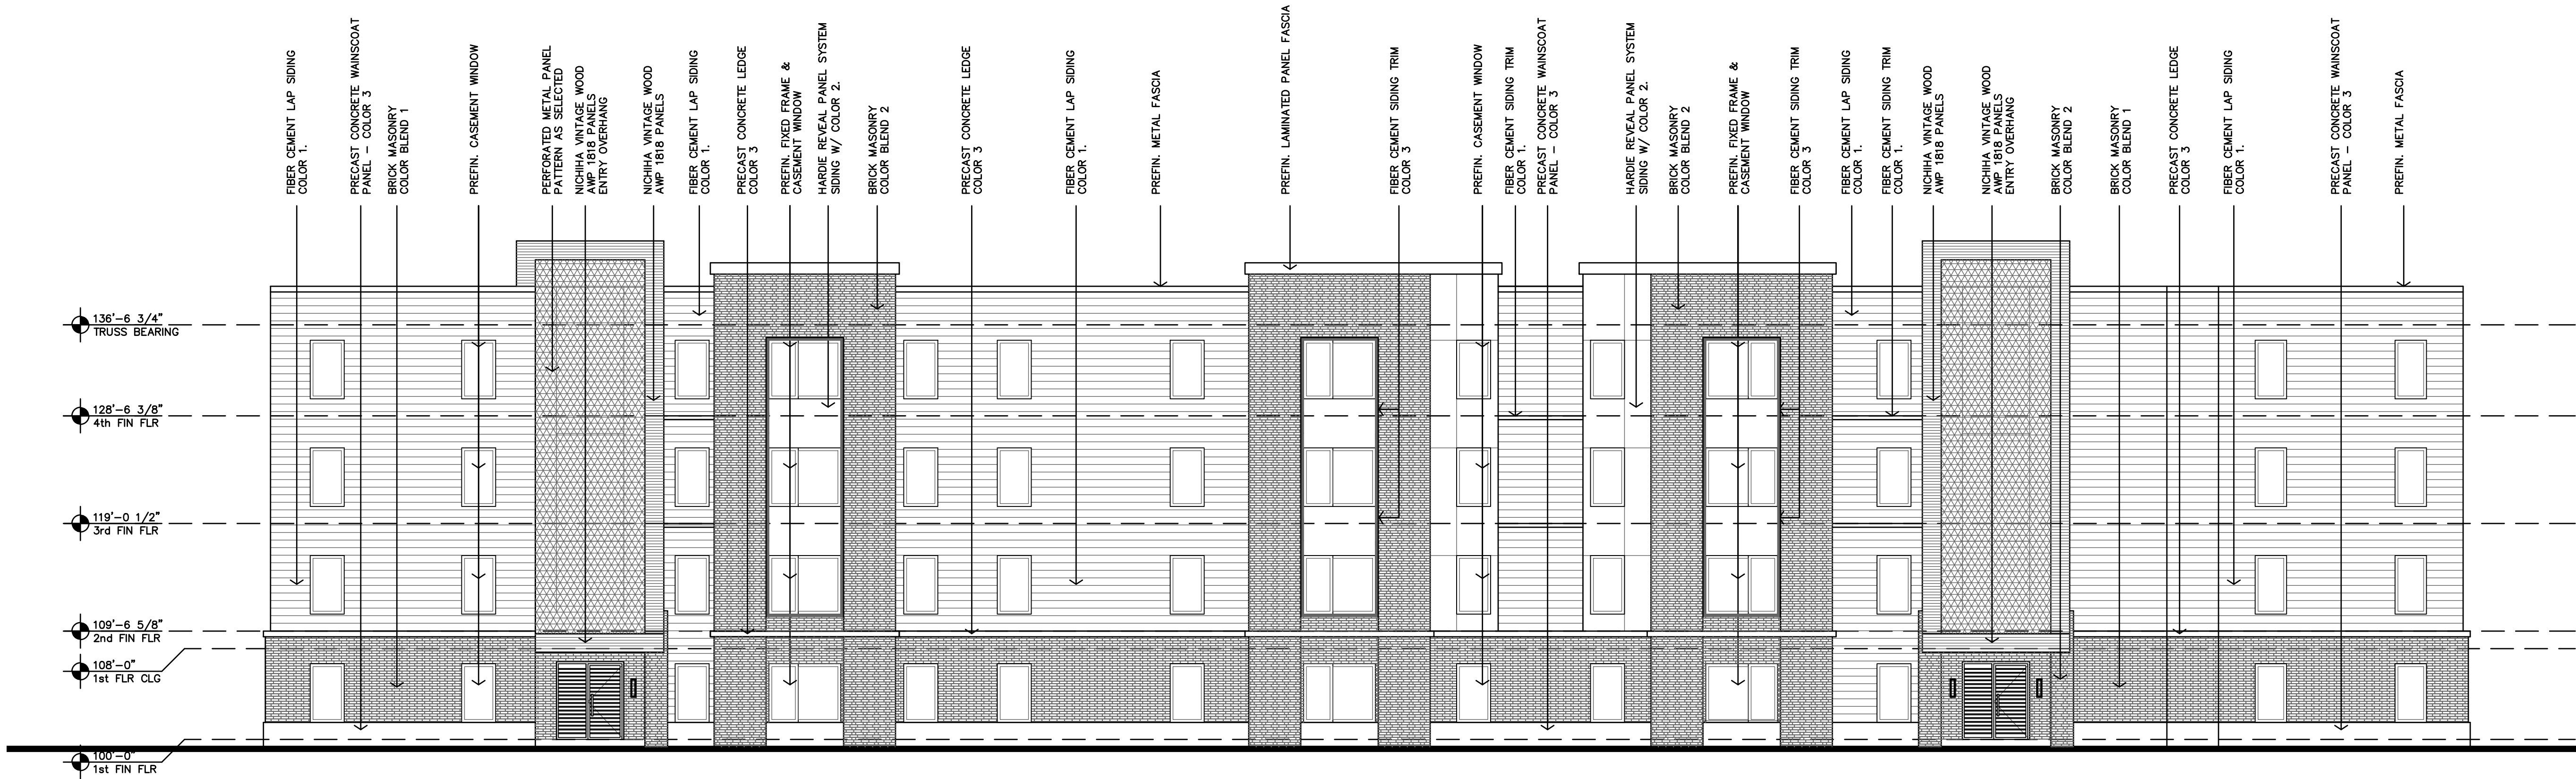 FIBER CEMENT LAP SIDING
COLOR 1.
PRECAST CONCRETE WAINSCOAT
PANEL – COLOR 3
BRICK MASONRY
COLOR BLEND 1
PREFIN. CASEMENT WINDOW
PERFORATED METAL PANEL
PATTERN AS SELECTED
NICHIHA VINTAGE WOOD
AWP 1818 PANELS
ENTRY OVERHANG
NICHIHA VINTAGE WOOD
AWP 1818 PANELS
FIBER CEMENT LAP SIDING
COLOR 1.
PRECAST CONCRETE LEDGE
COLOR 3
PREFIN. FIXED FRAME &
CASEMENT WINDOW
HARDIE REVEAL PANEL SYSTEM
SIDING W/ COLOR 2.
BRICK MASONRY
COLOR BLEND 2
PRECAST CONCRETE LEDGE
COLOR 3
FIBER CEMENT LAP SIDING
COLOR 1.
PREFIN. METAL FASCIA
PREFIN. LAMINATED PANEL FASCIA
FIBER CEMENT SIDING TRIM
COLOR 3
PREFIN. CASEMENT WINDOW
FIBER CEMENT SIDING TRIM
COLOR 1.
PRECAST CONCRETE WAINSCOAT
PANEL – COLOR 3
HARDIE REVEAL PANEL SYSTEM
SIDING W/ COLOR 2.
BRICK MASONRY
COLOR BLEND 2
PREFIN. FIXED FRAME &
CASEMENT WINDOW
FIBER CEMENT SIDING TRIM
COLOR 3
FIBER CEMENT LAP SIDING
COLOR 1.
FIBER CEMENT SIDING TRIM
COLOR 1.
NICHIHA VINTAGE WOOD
AWP 1818 PANELS
NICHIHA VINTAGE WOOD
AWP 1818 PANELS
ENTRY OVERHANG
BRICK MASONRY
COLOR BLEND 2
BRICK MASONRY
COLOR BLEND 1
PRECAST CONCRETE LEDGE
COLOR 3
FIBER CEMENT LAP SIDING
COLOR 1.
PRECAST CONCRETE WAINSCOAT
PANEL – COLOR 3
PREFIN. METAL FASCIA
136'–6 3/4"
TRUSS BEARING
128'–6 3/8"
4th FIN FLR
119'–0 1/2"
3rd FIN FLR
109'–6 5/8"
2nd FIN FLR
108'–0"
1st FLR CLG
100'–0"
1st FIN FLR